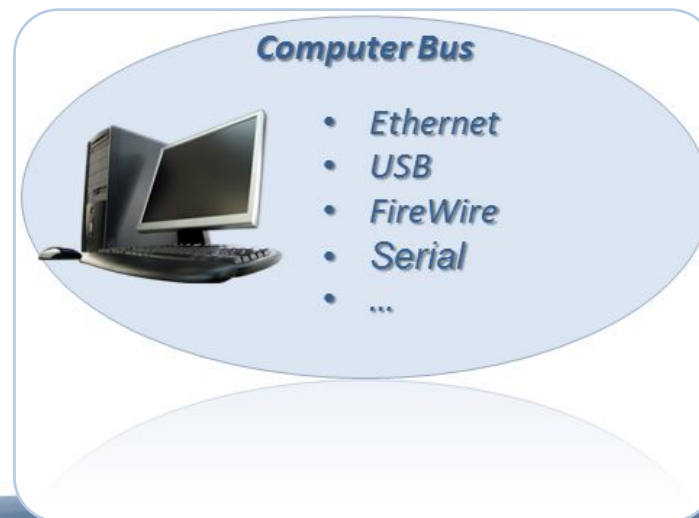 Computer Bus
• Ethernet
• USB
• FireWire
• Serial
• ...